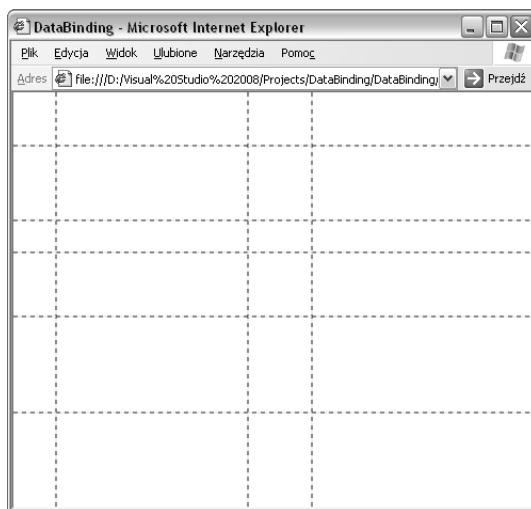 DataBinding - Microsoft Internet Explorer
Plik Edycja Widok Ulubione Narzędzia Pomoc
Adres file:///D:/Visual%20Studio%202008/Projects/DataBinding/DataBinding/ Przejdź